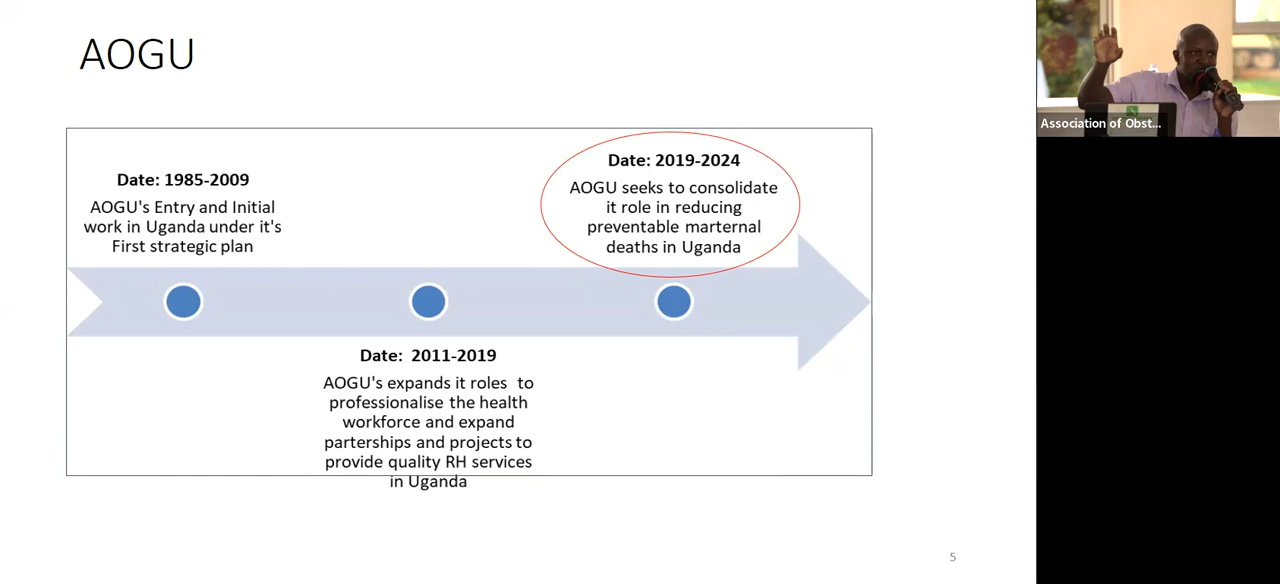 AOGU
Date: 1985-2009
AOGU's Entry and Initial
work in Uganda under it's
First strategic plan
Date: 2011-2019
AOGU's expands it roles to
professionalise the health
workforce and expand
parterships and projects to
provide quality RH services
in Uganda
Date: 2019-2024
AOGU seeks to consolidate
it role in reducing
preventable marternal
deaths in Uganda
5
Association of Obst...